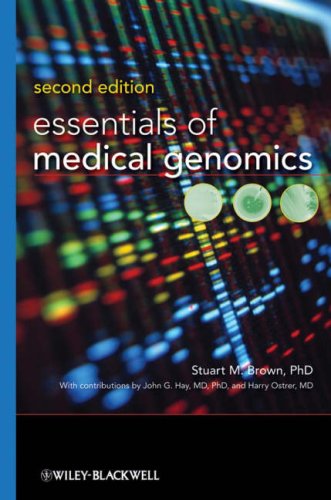 second edition
essentials of
medical genomics
Stuart M. Brown, PhD
With contributions by John G. Hay, MD, PhD, and Harry Ostrer, MD
WILEY-BLACKWELL